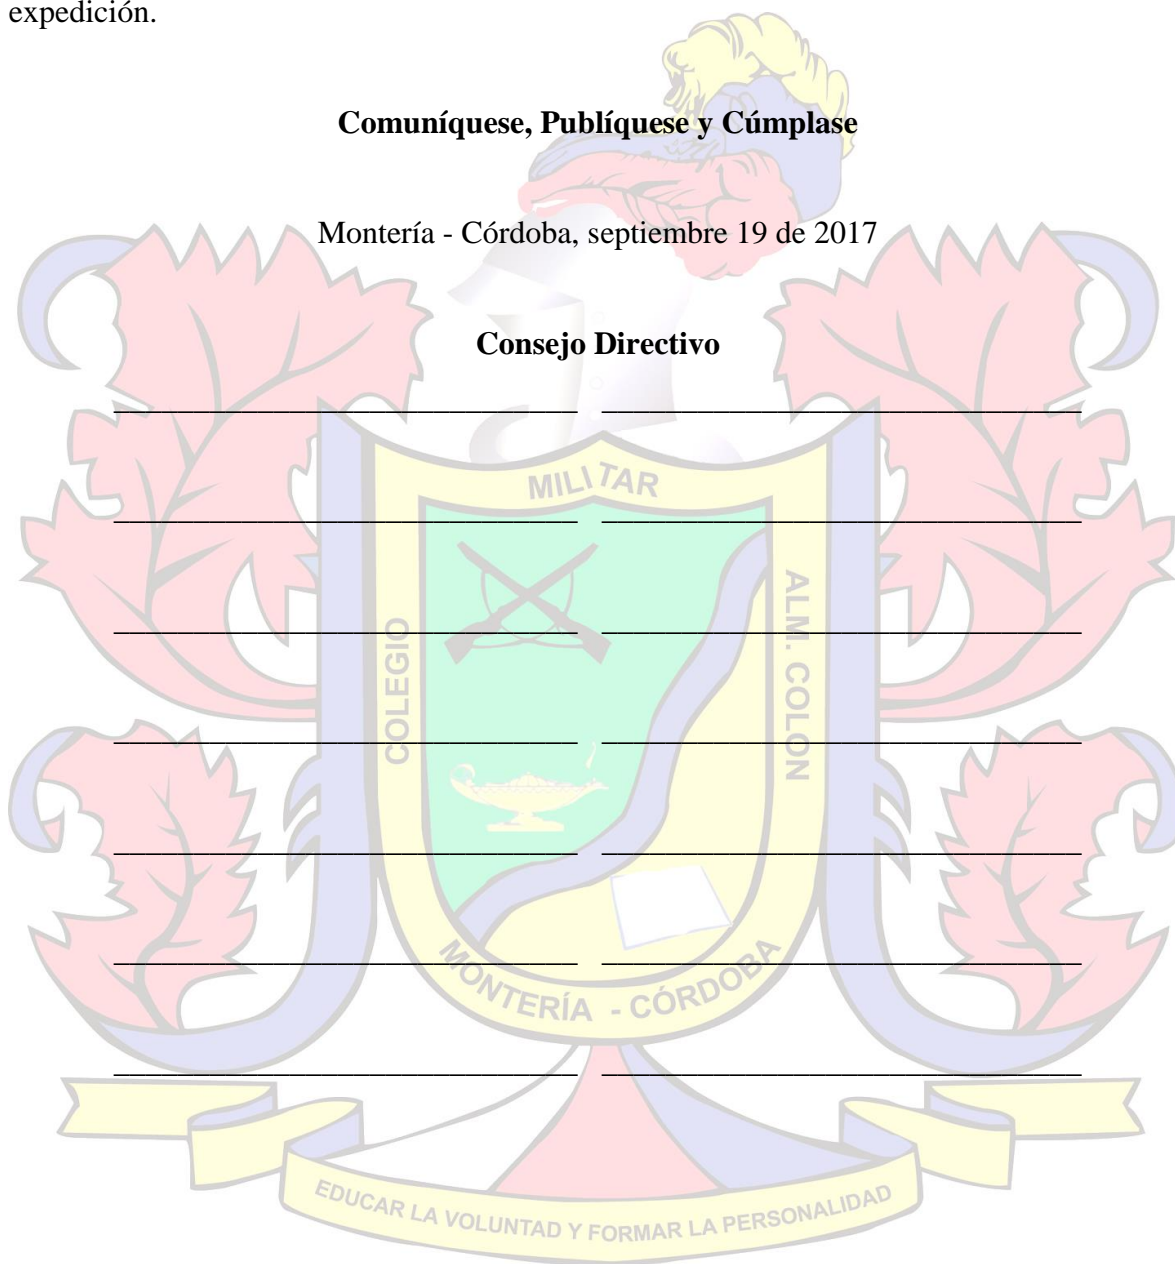 expedición.
Comuníquese, Publíquese y Cúmplase
Montería - Córdoba, septiembre 19 de 2017
Consejo Directivo
MILITAR
COLEGIO
ALM. COLON
MONTERÍA - CÓRDOBA
EDUCAR LA VOLUNTAD Y FORMAR LA PERSONALIDAD